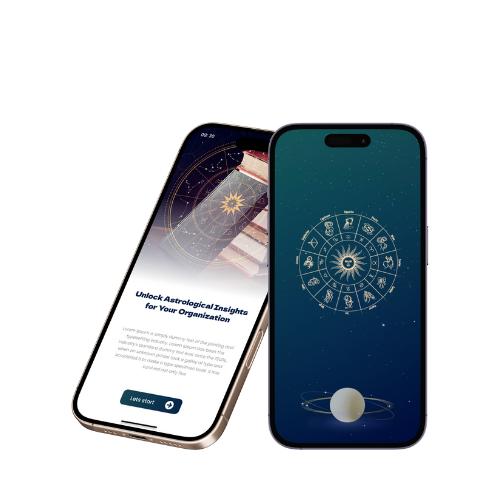 09:30
Unlock Astrological Insights
for Your Organization
Lorem Ipsum is simply dummy text of the printing and
typesetting industry. Lorem Ipsum has been the
industry's standard dummy text ever since the 1500s,
when an unknown printer took a galley of type and
scrambled it to make a type specimen book. It has
survived not only five
Lets start